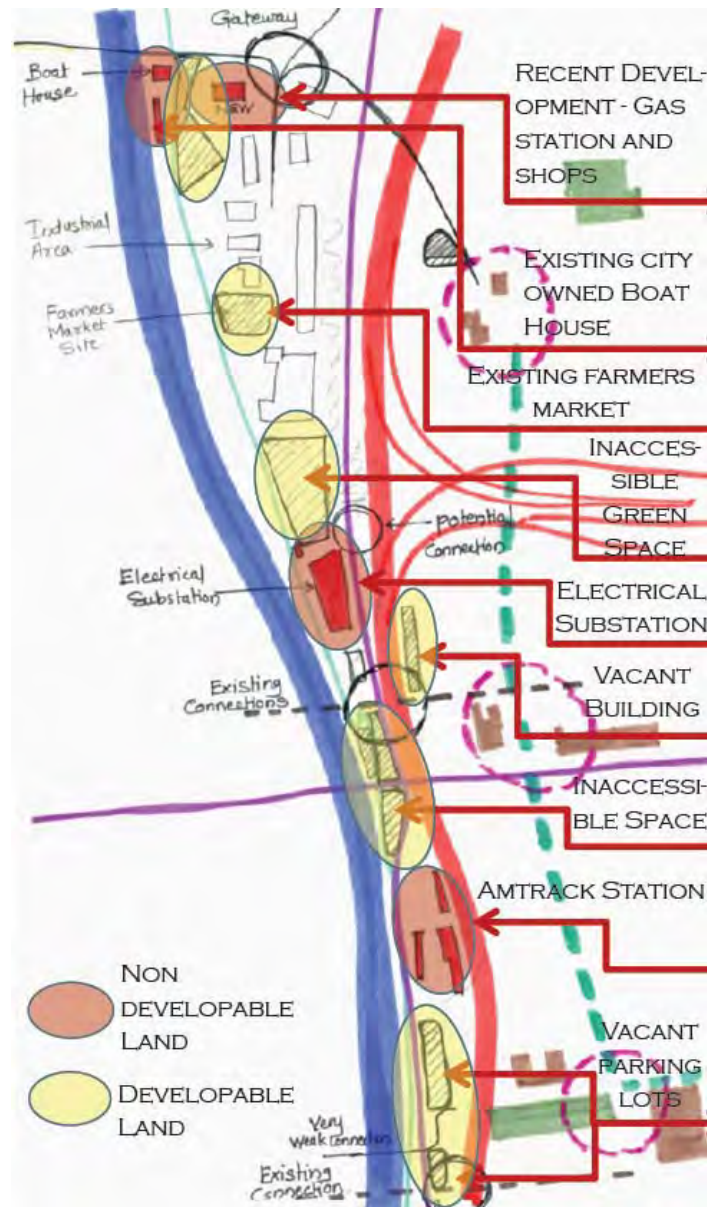 Gateway
Boat
House
NEW
RECENT DEVEL-
OPMENT - GAS
STATION AND
SHOPS
Industrial
Area
EXISTING CITY
OWNED BOAT
HOUSE
Farmers
Market
Site
EXISTING FARMERS
MARKET
INACCES-
SIBLE
GREEN
SPACE
Potential
Connection
Electrical
Substation
ELECTRICAL
SUBSTATION
VACANT
BUILDING
Existing
Connections
INACCESSI-
BLE SPACE
AMTRACK STATION
NON
DEVELOPABLE
LAND
DEVELOPABLE
LAND
VACANT
PARKING
LOTS
Very
Weak Connection
Existing
Connection